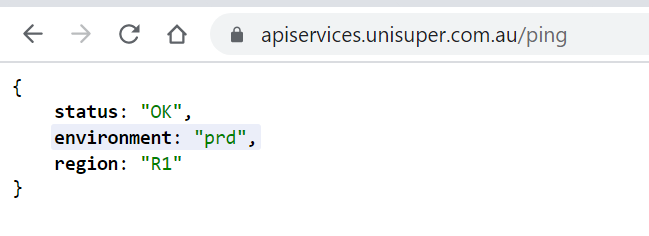 apiservices.unisuper.com.au/ping
{
    status: "OK",
    environment: "prd",
    region: "R1"
}